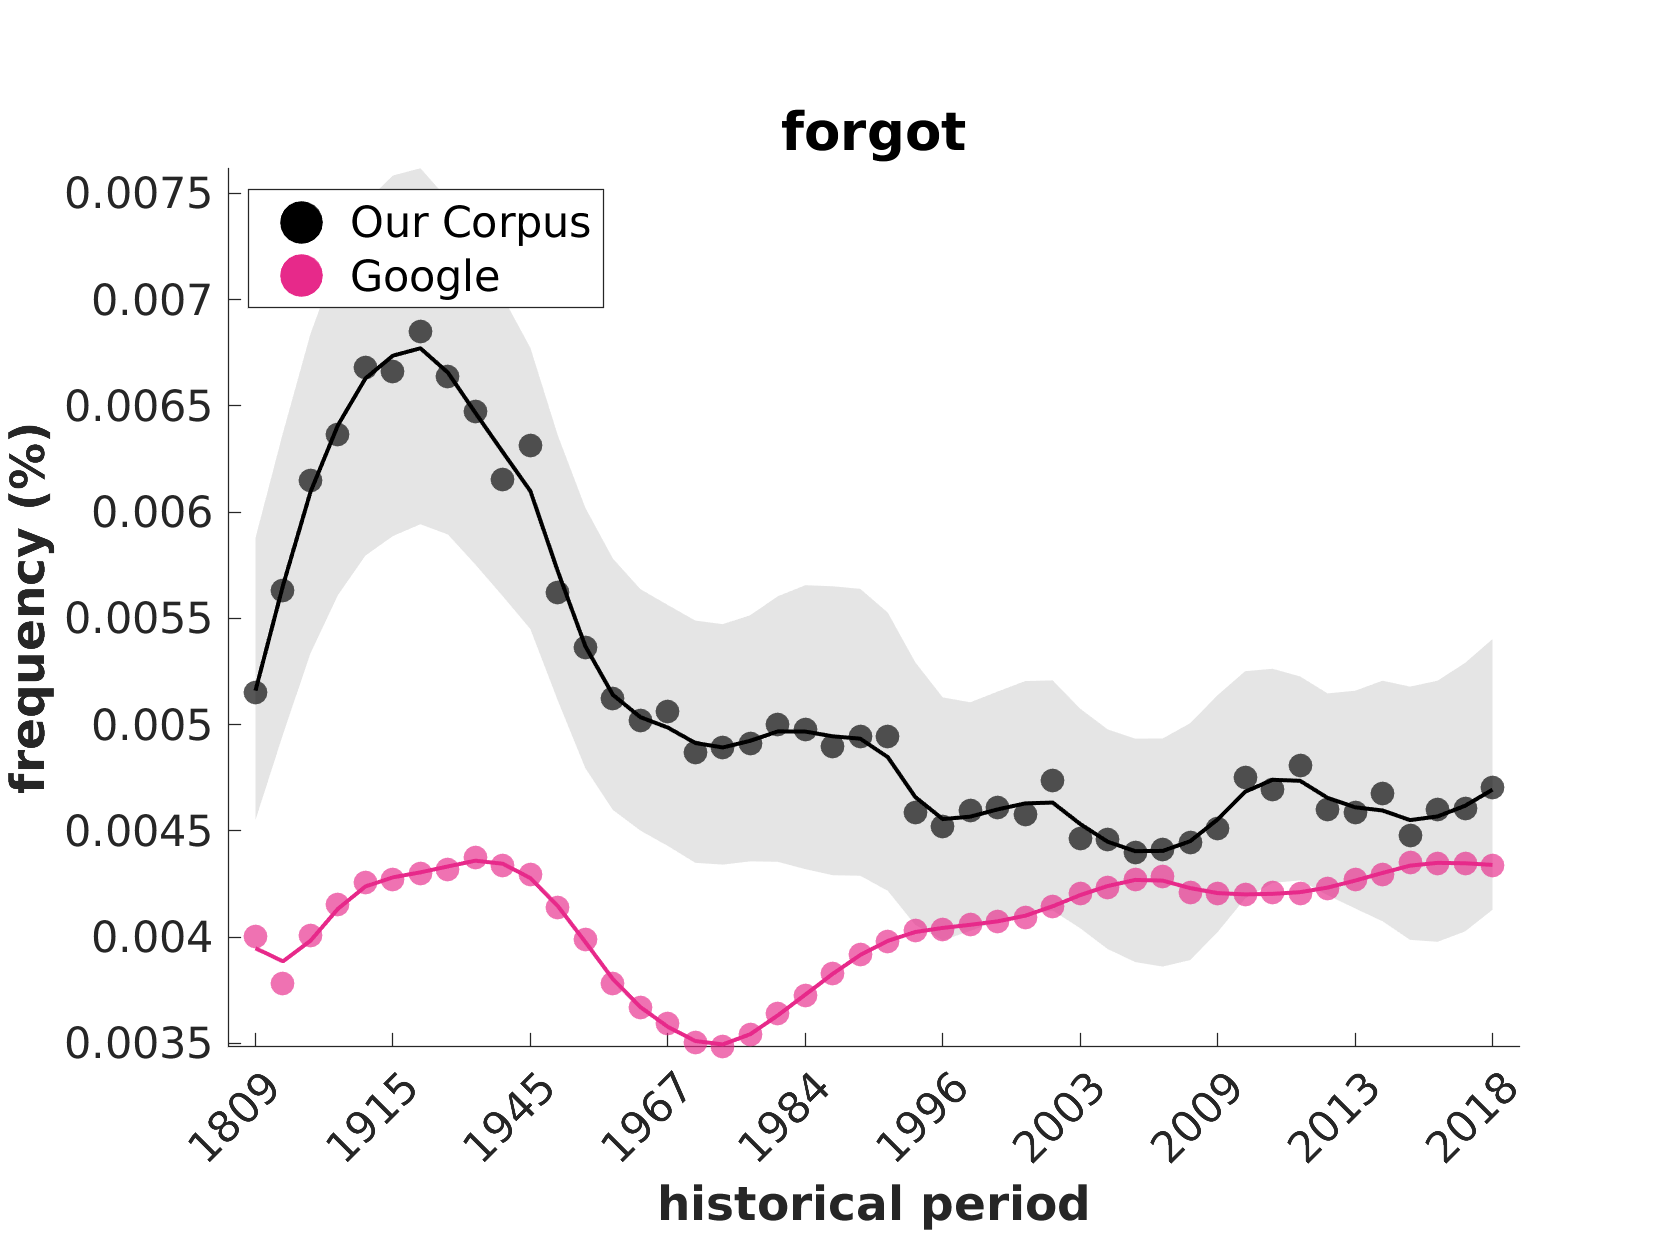 forgot
Our Corpus
Google
frequency (%)
0.0075
0.007
0.0065
0.006
0.0055
0.005
0.0045
0.004
0.0035
1809 1915 1945 1967 1984 1996 2003 2009 2013 2018
historical period